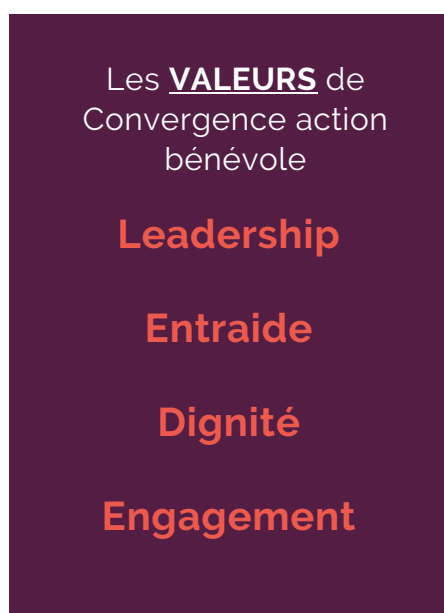 Les VALEURS de
Convergence action
bénévole
Leadership
Entraide
Dignité
Engagement